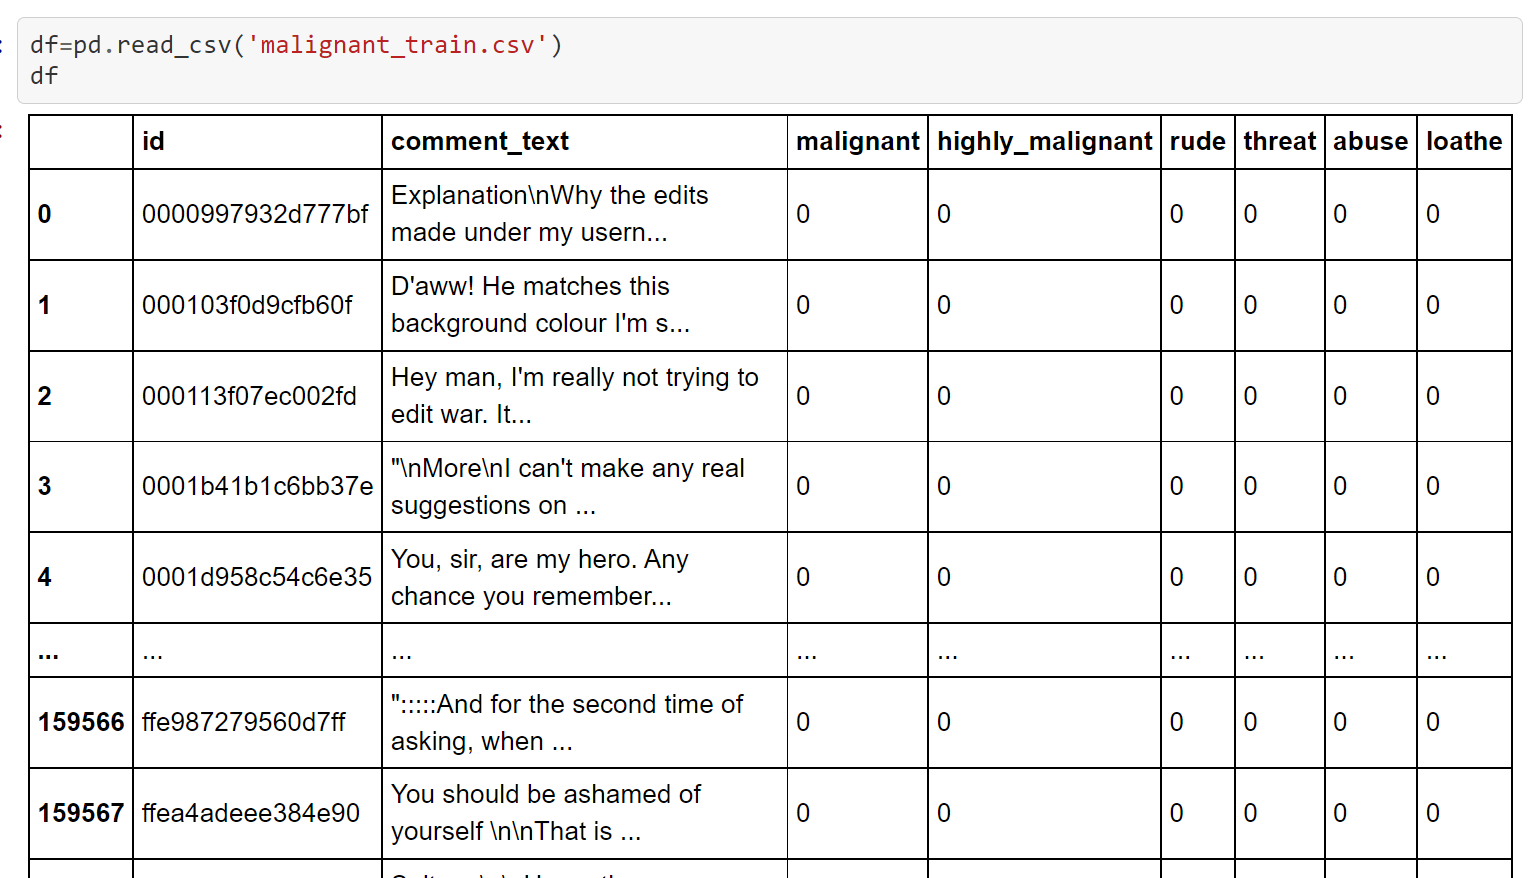 df=pd.read_csv('malignant_train.csv')
df
id comment_text malignant highly_malignant rude threat abuse loathe
0 0000997932d777bf Explanation\nWhy the edits made under my usern... 0 0 0 0 0 0
1 000103f0d9cfb60f D'aww! He matches this background colour I'm s... 0 0 0 0 0 0
2 000113f07ec002fd Hey man, I'm really not trying to edit war. It... 0 0 0 0 0 0
3 0001b41b1c6bb37e "\nMore\nI can't make any real suggestions on ... 0 0 0 0 0 0
4 0001d958c54c6e35 You, sir, are my hero. Any chance you remember... 0 0 0 0 0 0
... ... ... ... ... ... ... ... ...
159566 ffe987279560d7ff ":::::And for the second time of asking, when ... 0 0 0 0 0 0
159567 ffea4adeee384e90 You should be ashamed of yourself \n\nThat is ... 0 0 0 0 0 0